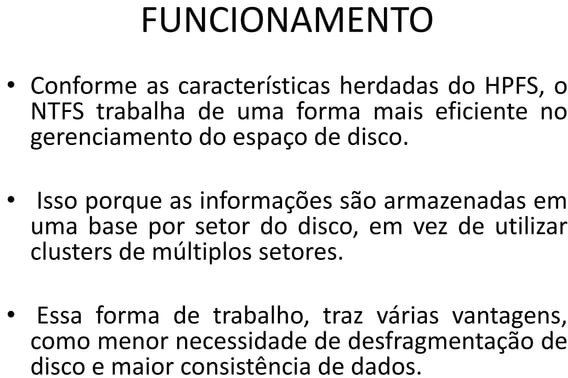 FUNCIONAMENTO
• Conforme as características herdadas do HPFS, o
NTFS trabalha de uma forma mais eficiente no
gerenciamento do espaço de disco.
• Isso porque as informações são armazenadas em
uma base por setor do disco, em vez de utilizar
clusters de múltiplos setores.
• Essa forma de trabalho, traz várias vantagens,
como menor necessidade de desfragmentação de
disco e maior consistência de dados.